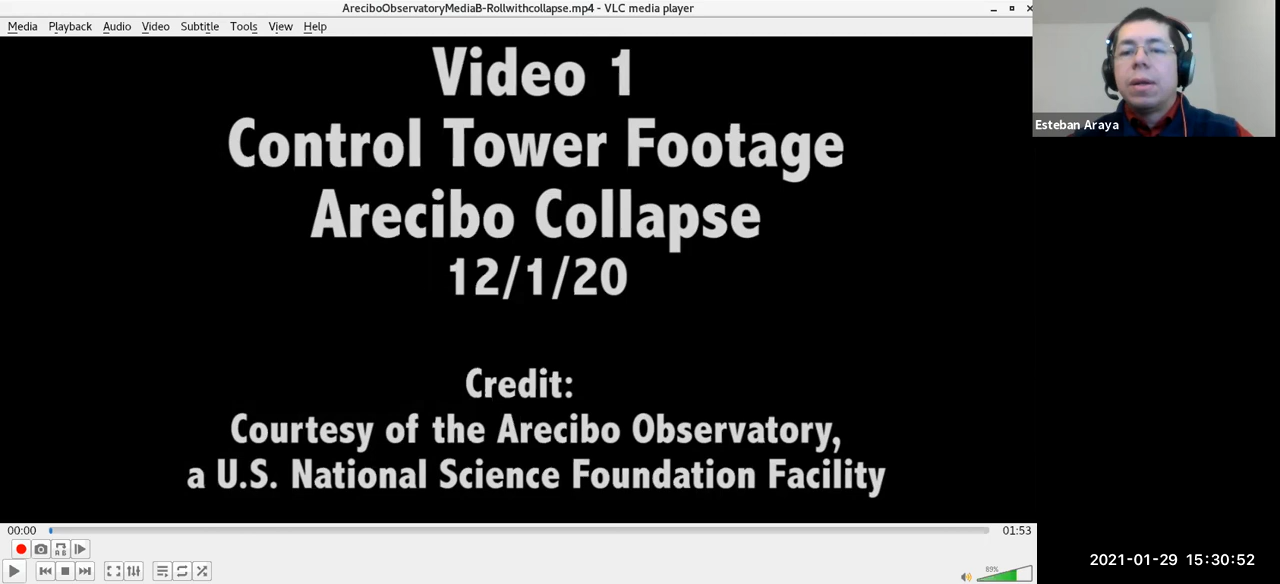 AreciboObservatoryMediaB-Rollwithcollapse.mp4 - VLC media player
Media Playback Audio Video Subtitle Tools View Help
Video 1
Control Tower Footage
Arecibo Collapse
12/1/20
Credit:
Courtesy of the Arecibo Observatory,
a U.S. National Science Foundation Facility
Esteban Araya
00:00 01:53
A B
89%
2021-01-29 15:30:52